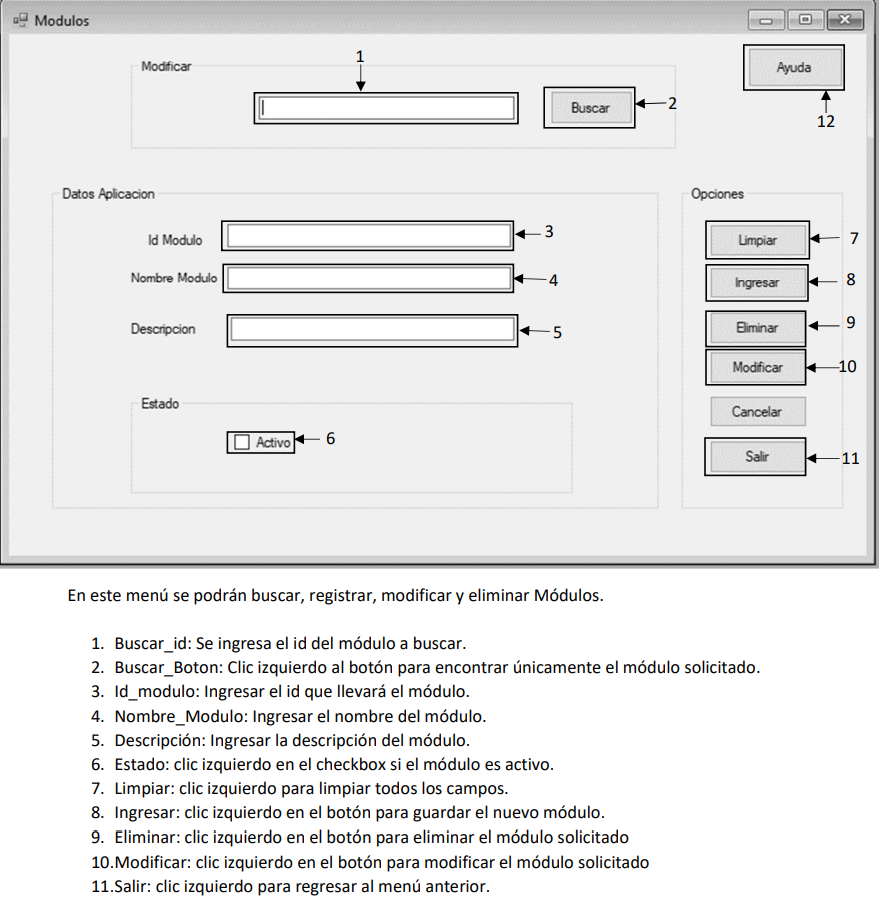 Modulos
1
Modificar
Ayuda
Buscar
2
12
Datos Aplicacion
Opciones
Id Modulo
3
Limpiar
7
Nombre Modulo
4
Ingresar
8
Descripcion
5
Eliminar
9
Modificar
10
Estado
Cancelar
Activo
6
Salir
11
En este menú se podrán buscar, registrar, modificar y eliminar Módulos.
1. Buscar_id: Se ingresa el id del módulo a buscar.
2. Buscar_Boton: Clic izquierdo al botón para encontrar únicamente el módulo solicitado.
3. Id_modulo: Ingresar el id que llevará el módulo.
4. Nombre_Modulo: Ingresar el nombre del módulo.
5. Descripción: Ingresar la descripción del módulo.
6. Estado: clic izquierdo en el checkbox si el módulo es activo.
7. Limpiar: clic izquierdo para limpiar todos los campos.
8. Ingresar: clic izquierdo en el botón para guardar el nuevo módulo.
9. Eliminar: clic izquierdo en el botón para eliminar el módulo solicitado
10.Modificar: clic izquierdo en el botón para modificar el módulo solicitado
11.Salir: clic izquierdo para regresar al menú anterior.